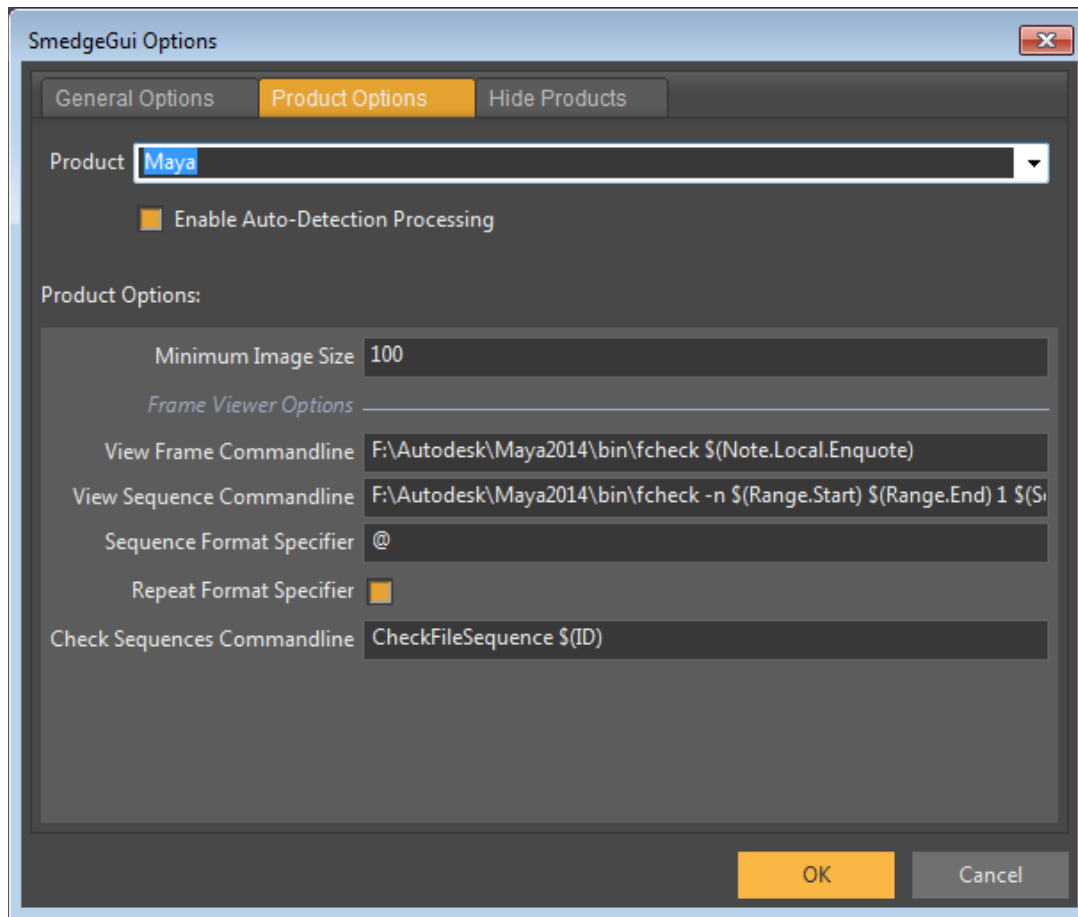 SmedgeGui Options
General Options Product Options Hide Products
Product Maya
Enable Auto-Detection Processing
Product Options:
Minimum Image Size 100
Frame Viewer Options
View Frame Commandline F:\Autodesk\Maya2014\bin\fcheck $(Note.Local.Enquote)
View Sequence Commandline F:\Autodesk\Maya2014\bin\fcheck -n $(Range.Start) $(Range.End) 1 $(S
Sequence Format Specifier @
Repeat Format Specifier
Check Sequences Commandline CheckFileSequence $(ID)
OK Cancel